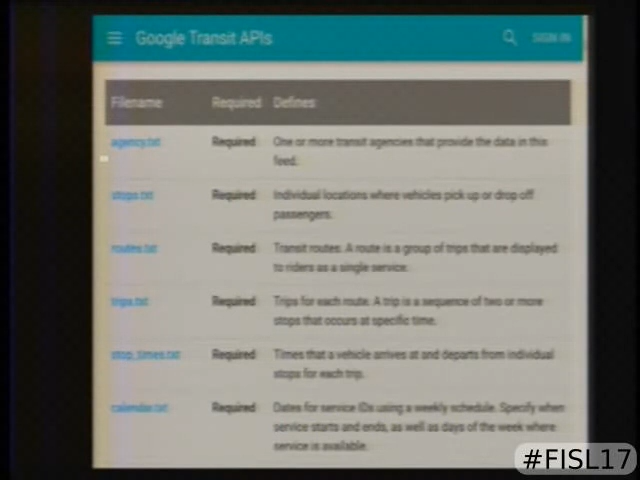 Google Transit APIs
SIGN IN
Filename Required Defines
agency.txt Required One or more transit agencies that provide the data in this
feed.
stops.txt Required Individual locations where vehicles pick up or drop off
passengers.
routes.txt Required Transit routes. A route is a group of trips that are displayed
to riders as a single service.
trips.txt Required Trips for each route. A trip is a sequence of two or more
stops that occurs at specific time.
stop_times.txt Required Times that a vehicle arrives at and departs from individual
stops for each trip.
calendar.txt Required Dates for service IDs using a weekly schedule. Specify when
service starts and ends, as well as days of the week where
service is available.
#FISL17